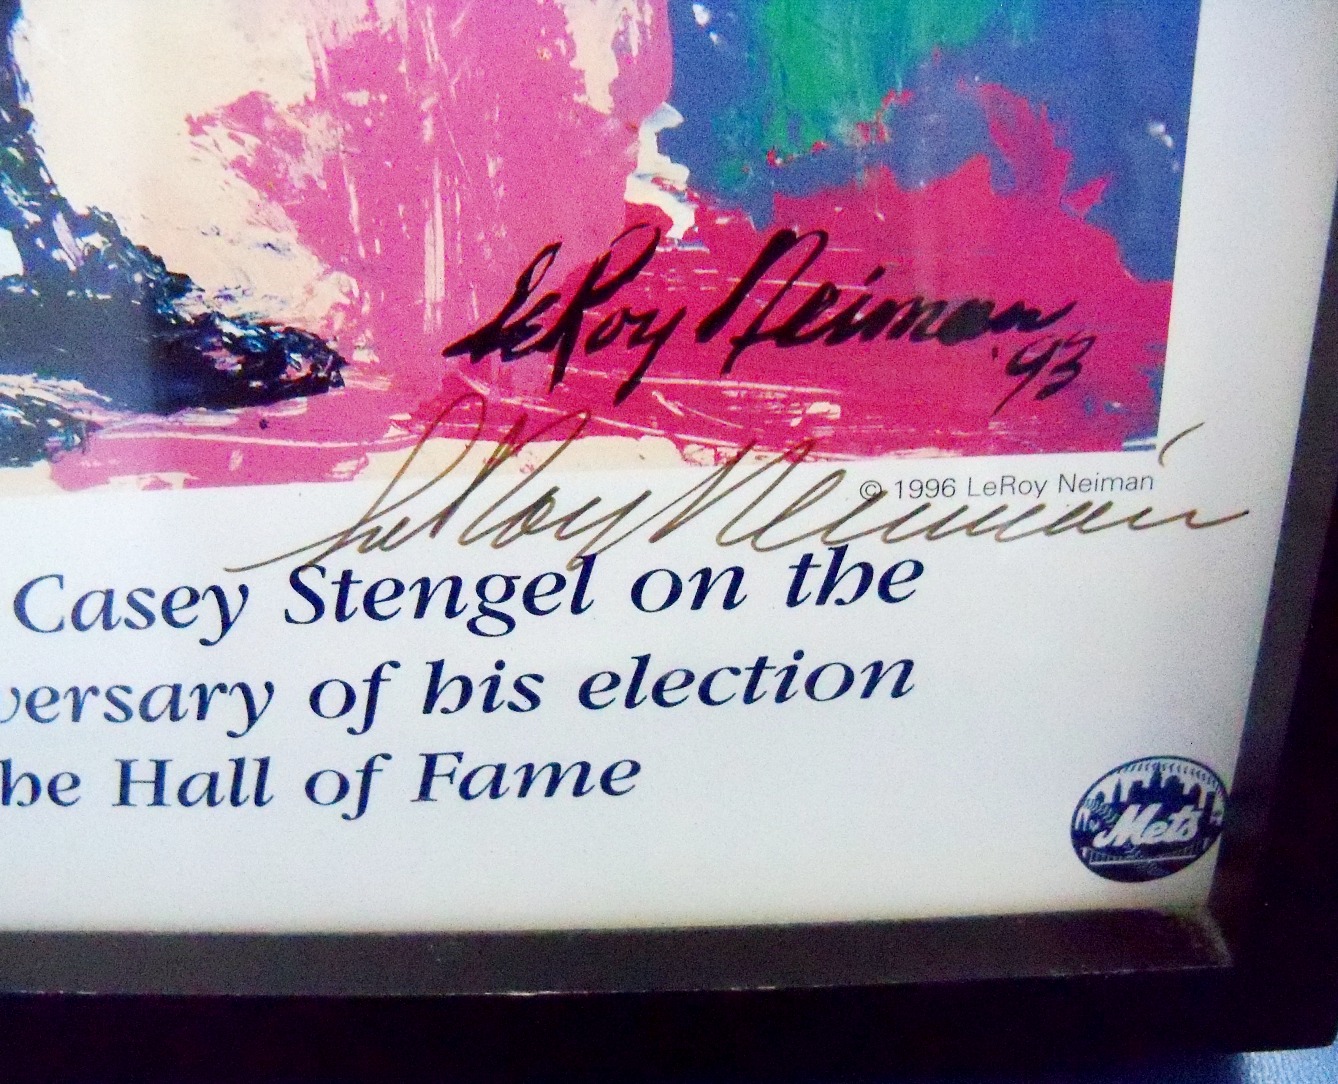 LeRoy Neiman
'93
© 1996 LeRoy Neiman
LeRoy Neiman
Casey Stengel on the
versary of his election
he Hall of Fame
Mets